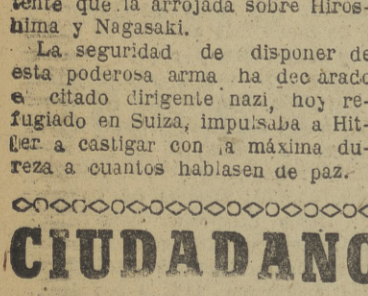 tente que la arrojada sobre Hiros-
hima y Nagasaki.
La seguridad de disponer de
esta poderosa arma ha declarado
el citado dirigente nazi, hoy re-
fugiado en Suiza, impulsaba a Hit-
ler a castigar con la máxima du-
reza a cuantos hablasen de paz.
CIUDADANO